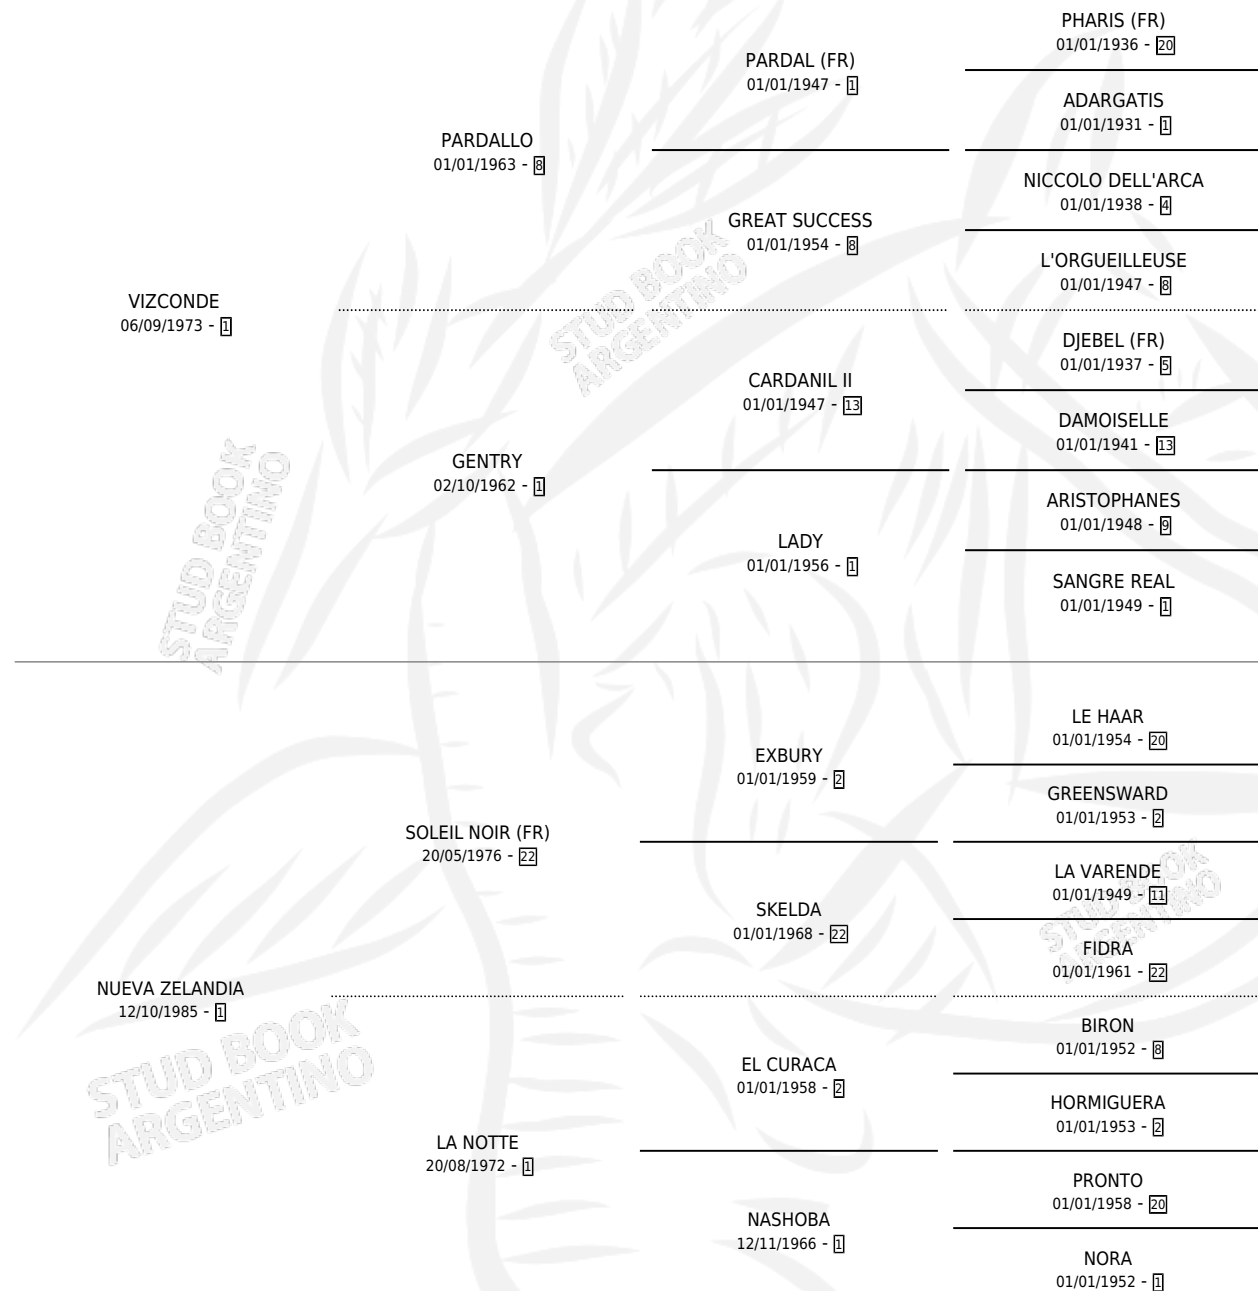 PHARIS (FR)
01/01/1936 - 20
PARDAL (FR)
01/01/1947 - 1
ADARGATIS
01/01/1931 - 1
PARDALLO
01/01/1963 - 8
NICCOLO DELL'ARCA
01/01/1938 - 4
GREAT SUCCESS
01/01/1954 - 8
L'ORGUEILLEUSE
01/01/1947 - 8
VIZCONDE
06/09/1973 - 1
STUD BOOK
ARGENTINO
DJEBEL (FR)
01/01/1937 - 5
CARDANIL II
01/01/1947 - 13
DAMOISELLE
01/01/1941 - 13
GENTRY
02/10/1962 - 1
ARISTOPHANES
01/01/1948 - 9
LADY
01/01/1956 - 1
SANGRE REAL
01/01/1949 - 1
STUD BOOK
ARGENTINO
LE HAAR
01/01/1954 - 20
EXBURY
01/01/1959 - 2
GREENSWARD
01/01/1953 - 2
SOLEIL NOIR (FR)
20/05/1976 - 22
LA VARENDE
01/01/1949 - 11
SKELDA
01/01/1968 - 22
FIDRA
01/01/1961 - 22
STUD BOOK
ARGENTINO
NUEVA ZELANDIA
12/10/1985 - 1
BIRON
01/01/1952 - 8
EL CURACA
01/01/1958 - 2
HORMIGUERA
01/01/1953 - 2
STUD BOOK
ARGENTINO
LA NOTTE
20/08/1972 - 1
PRONTO
01/01/1958 - 20
NASHOBA
12/11/1966 - 1
NORA
01/01/1952 - 1